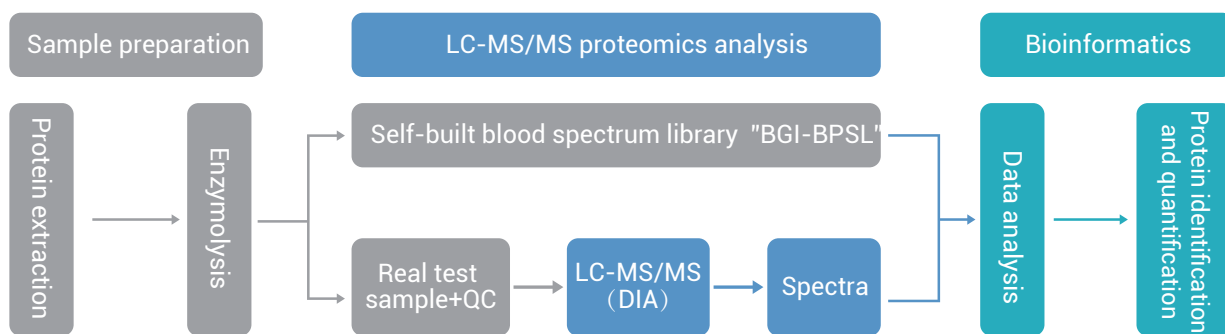 Sample preparation
LC-MS/MS proteomics analysis
Bioinformatics
Protein extraction
Enzymolysis
Self-built blood spectrum library "BGI-BPSL"
Real test
sample+QC
LC-MS/MS
（DIA）
Spectra
Data analysis
Protein identification
and quantification